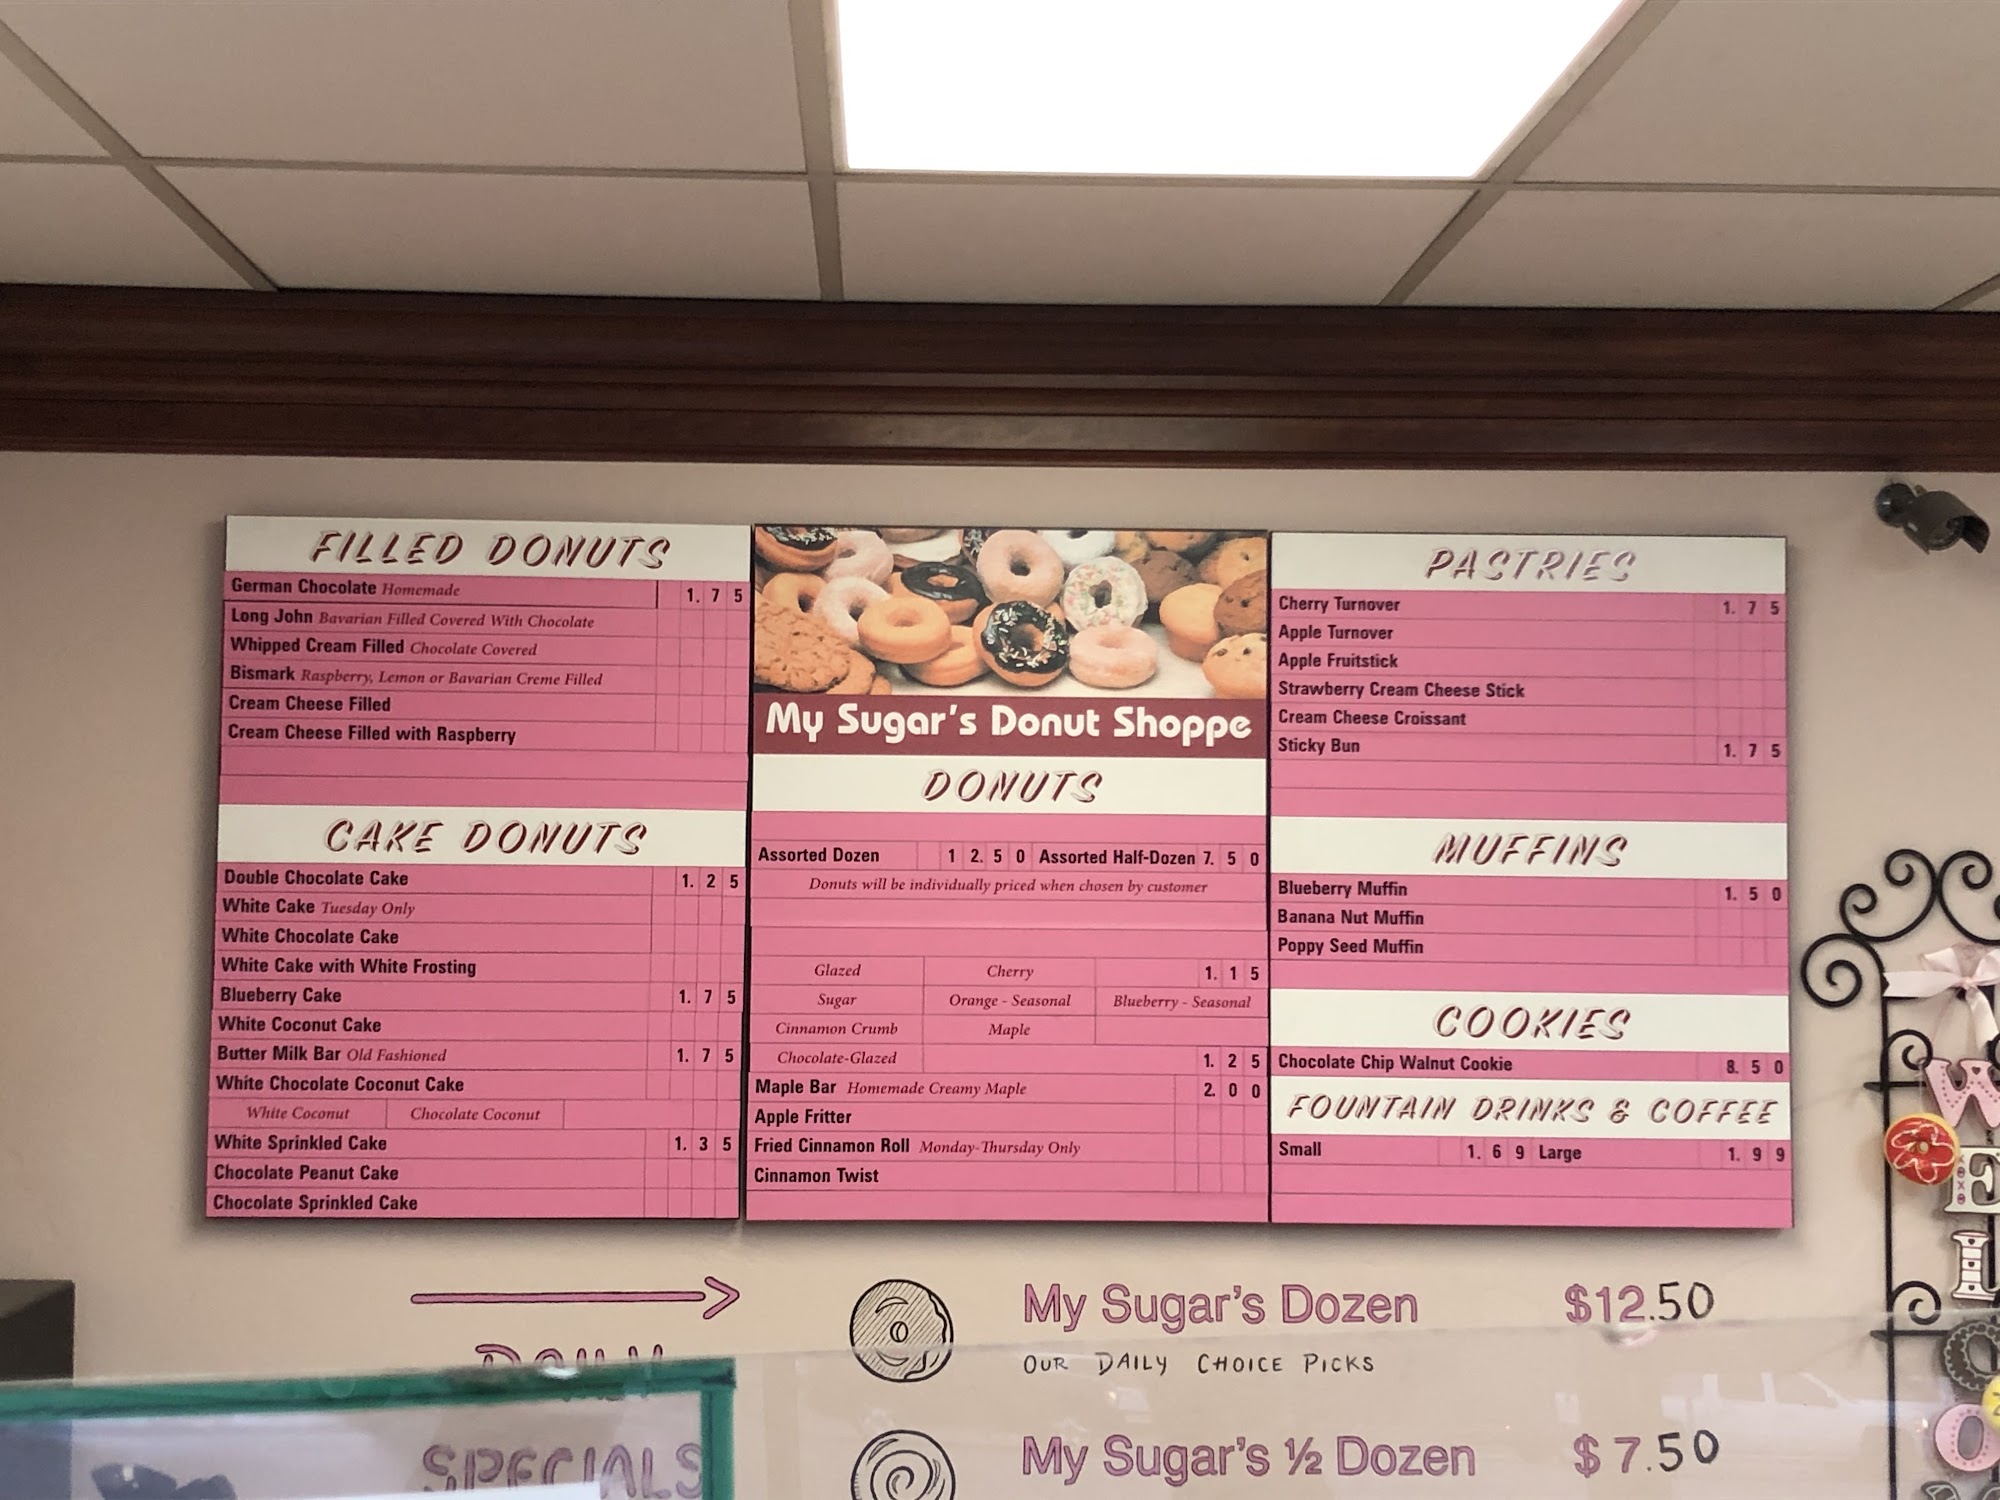 FILLED DONUTS
German Chocolate Homemade 1.75
Long John Bavarian Filled Covered With Chocolate
Whipped Cream Filled Chocolate Covered
Bismark Raspberry, Lemon or Bavarian Creme Filled
Cream Cheese Filled
Cream Cheese Filled with Raspberry
CAKE DONUTS
Double Chocolate Cake 1.25
White Cake Tuesday Only
White Chocolate Cake
White Cake with White Frosting
Blueberry Cake 1.75
White Coconut Cake
Butter Milk Bar Old Fashioned 1.75
White Chocolate Coconut Cake
White Coconut Chocolate Coconut
White Sprinkled Cake 1.35
Chocolate Peanut Cake
Chocolate Sprinkled Cake
My Sugar's Donut Shoppe
DONUTS
Assorted Dozen 12.50 Assorted Half-Dozen 7.50
Donuts will be individually priced when chosen by customer
Glazed Cherry 1.15
Sugar Orange - Seasonal Blueberry - Seasonal
Cinnamon Crumb Maple
Chocolate-Glazed 1.25
Maple Bar Homemade Creamy Maple 2.00
Apple Fritter
Fried Cinnamon Roll Monday-Thursday Only
Cinnamon Twist
PASTRIES
Cherry Turnover 1.75
Apple Turnover
Apple Fruitstick
Strawberry Cream Cheese Stick
Cream Cheese Croissant
Sticky Bun 1.75
MUFFINS
Blueberry Muffin 1.50
Banana Nut Muffin
Poppy Seed Muffin
COOKIES
Chocolate Chip Walnut Cookie 8.50
FOUNTAIN DRINKS & COFFEE
Small 1.69 Large 1.99
My Sugar's Dozen $12.50
OUR DAILY CHOICE PICKS
My Sugar's ½ Dozen $7.50
DAILY
SPECIALS
W
E
L
O